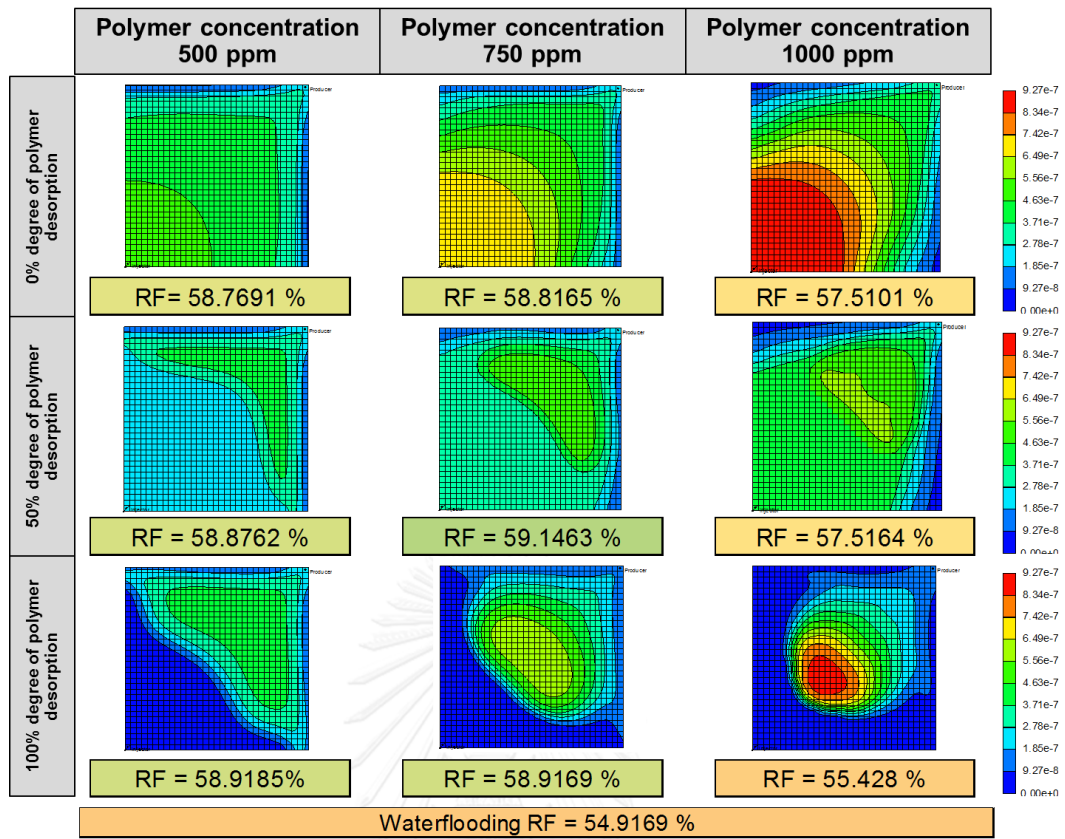 Polymer concentration
500 ppm
Polymer concentration
750 ppm
Polymer concentration
1000 ppm
0% degree of polymer
desorption
Producer
Injector
Producer
Injector
Producer
Injector
9.27e-7
8.34e-7
7.42e-7
6.49e-7
5.56e-7
4.63e-7
3.71e-7
2.78e-7
1.85e-7
9.27e-8
0.00e+0
RF= 58.7691 %
RF = 58.8165 %
RF = 57.5101 %
50% degree of polymer
desorption
Producer
Producer
Producer
9.27e-7
8.34e-7
7.42e-7
6.49e-7
5.56e-7
4.63e-7
3.71e-7
2.78e-7
1.85e-7
9.27e-8
0.00e+0
RF = 58.8762 %
RF = 59.1463 %
RF = 57.5164 %
100% degree of polymer
desorption
Producer
Producer
Producer
9.27e-7
8.34e-7
7.42e-7
6.49e-7
5.56e-7
4.63e-7
3.71e-7
2.78e-7
1.85e-7
9.27e-8
0.00e+0
RF = 58.9185%
RF = 58.9169 %
RF = 55.428 %
Waterflooding RF = 54.9169 %